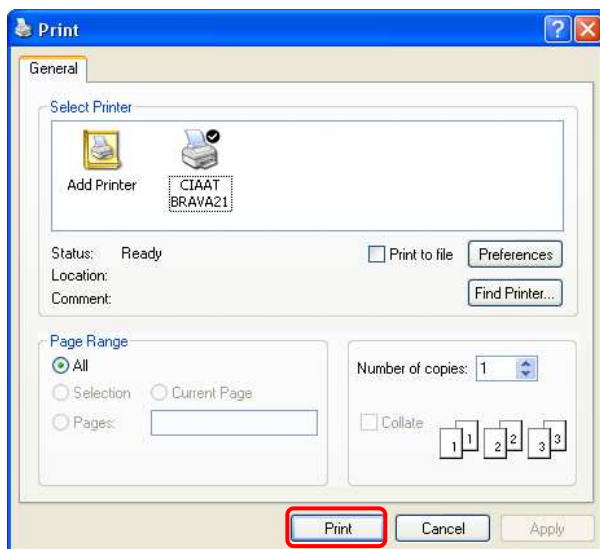 Print
General
Select Printer
Add Printer
CIAAT
BRAVA21
Status: Ready
Print to file
Preferences
Location:
Comment:
Find Printer...
Page Range
All
Selection
Current Page
Pages:
Number of copies: 1
Collate
1 1 2 2 3 3
Print
Cancel
Apply